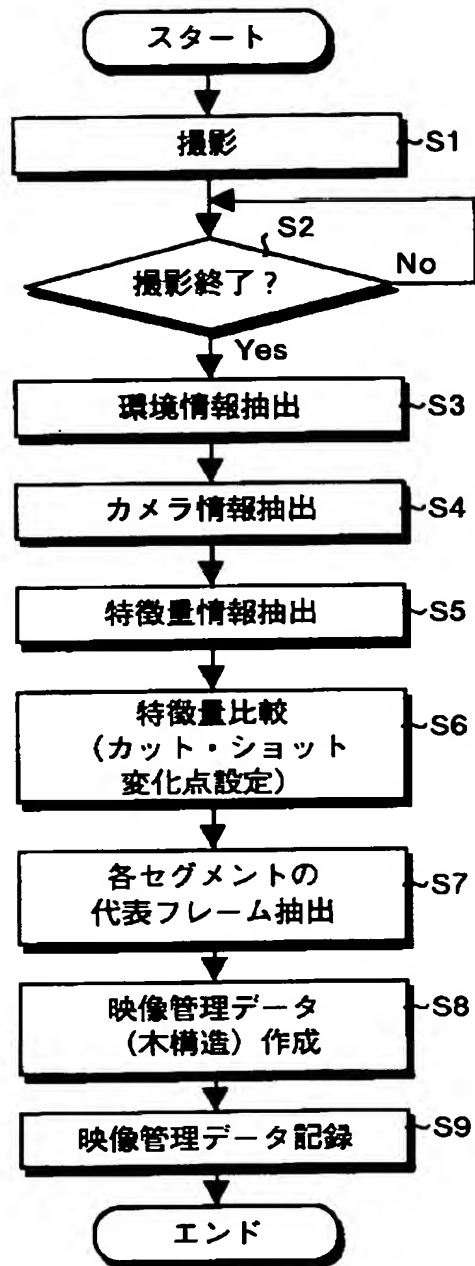 スタート
撮影
S1
S2
撮影終了？
No
Yes
環境情報抽出
S3
カメラ情報抽出
S4
特徴量情報抽出
S5
特徴量比較
（カット・ショット
変化点設定）
S6
各セグメントの
代表フレーム抽出
S7
映像管理データ
（木構造）作成
S8
映像管理データ記録
S9
エンド